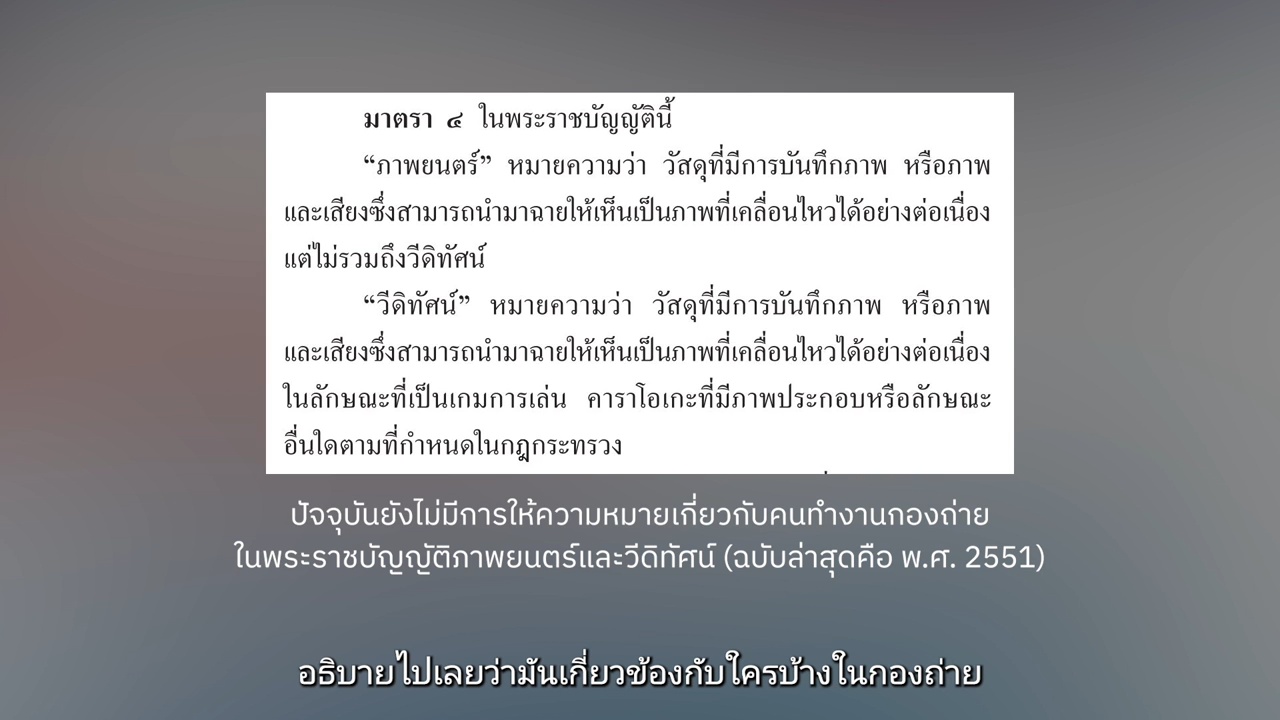 มาตรา ๔ ในพระราชบัญญัตินี้
“ภาพยนตร์” หมายความว่า วัสดุที่มีการบันทึกภาพ หรือภาพ
และเสียงซึ่งสามารถนำมาฉายให้เห็นเป็นภาพที่เคลื่อนไหวได้อย่างต่อเนื่อง
แต่ไม่รวมถึงวีดิทัศน์
“วีดิทัศน์” หมายความว่า วัสดุที่มีการบันทึกภาพ หรือภาพ
และเสียงซึ่งสามารถนำมาฉายให้เห็นเป็นภาพที่เคลื่อนไหวได้อย่างต่อเนื่อง
ในลักษณะที่เป็นเกมการเล่น คาราโอเกะที่มีภาพประกอบหรือลักษณะ
อื่นใดตามที่กำหนดในกฎกระทรวง
ปัจจุบันยังไม่มีการให้ความหมายเกี่ยวกับคนทำงานกองถ่าย
ในพระราชบัญญัติภาพยนตร์และวีดิทัศน์ (ฉบับล่าสุดคือ พ.ศ. 2551)
อธิบายไปเลยว่ามันเกี่ยวข้องกับใครบ้างในกองถ่าย